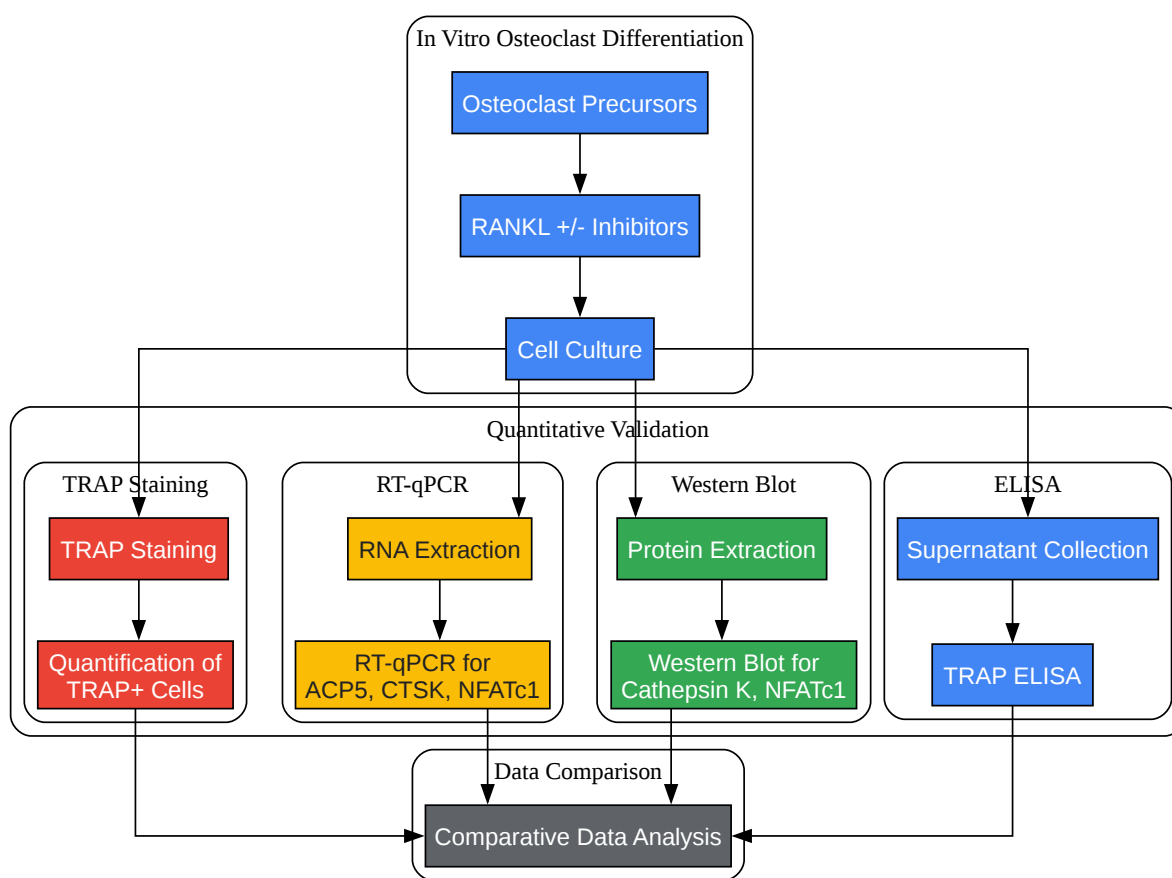 In Vitro Osteoclast Differentiation
Osteoclast Precursors
RANKL +/- Inhibitors
Cell Culture
Quantitative Validation
TRAP Staining
TRAP Staining
Quantification of
TRAP+ Cells
RT-qPCR
RNA Extraction
RT-qPCR for
ACP5, CTSK, NFATc1
Western Blot
Protein Extraction
Western Blot for
Cathepsin K, NFATc1
ELISA
Supernatant Collection
TRAP ELISA
Data Comparison
Comparative Data Analysis